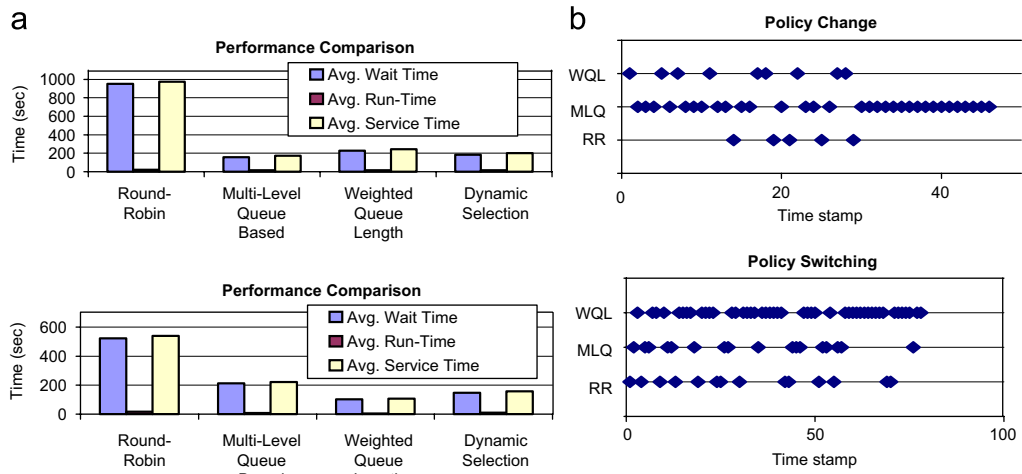 a
Performance Comparison
Time (sec)
1000
800
600
400
200
0
Avg. Wait Time
Avg. Run-Time
Avg. Service Time
Round-
Robin
Multi-Level
Queue
Based
Weighted
Queue
Length
Dynamic
Selection
Performance Comparison
Time (sec)
600
400
200
0
Avg. Wait Time
Avg. Run-Time
Avg. Service Time
Round-
Robin
Multi-Level
Queue
Weighted
Queue
Dynamic
Selection
b
Policy Change
WQL
MLQ
RR
0
20
40
Time stamp
Policy Switching
WQL
MLQ
RR
0
50
100
Time stamp